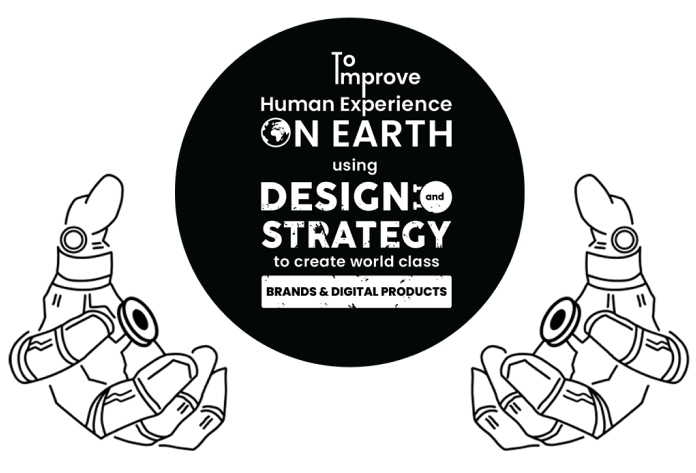 To
Improve
Human Experience
ON EARTH
using
DESIGN and
STRATEGY
to create world class
BRANDS & DIGITAL PRODUCTS